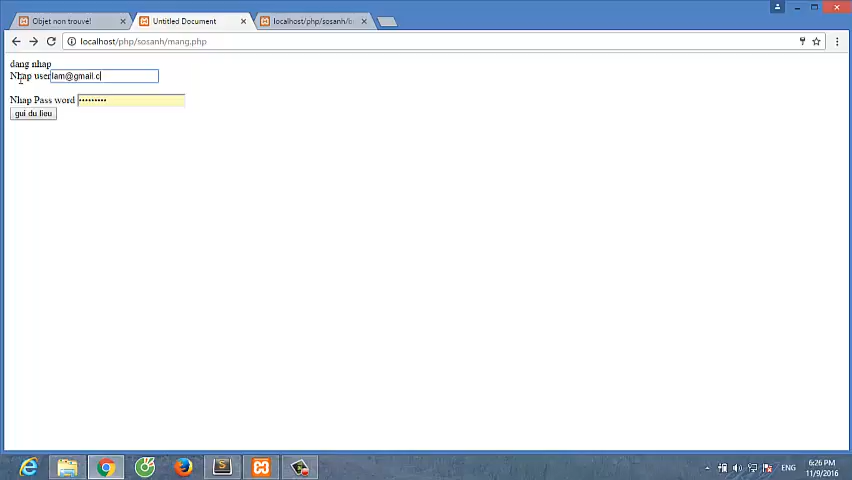 Objet non trouvé!
Untitled Document
localhost/php/sosanh/b
localhost/php/sosanh/mang.php
dang nhap
Nhap user lam@gmail.c
Nhap Pass word •••••••••
gui du lieu
ENG
6:26 PM
11/9/2016